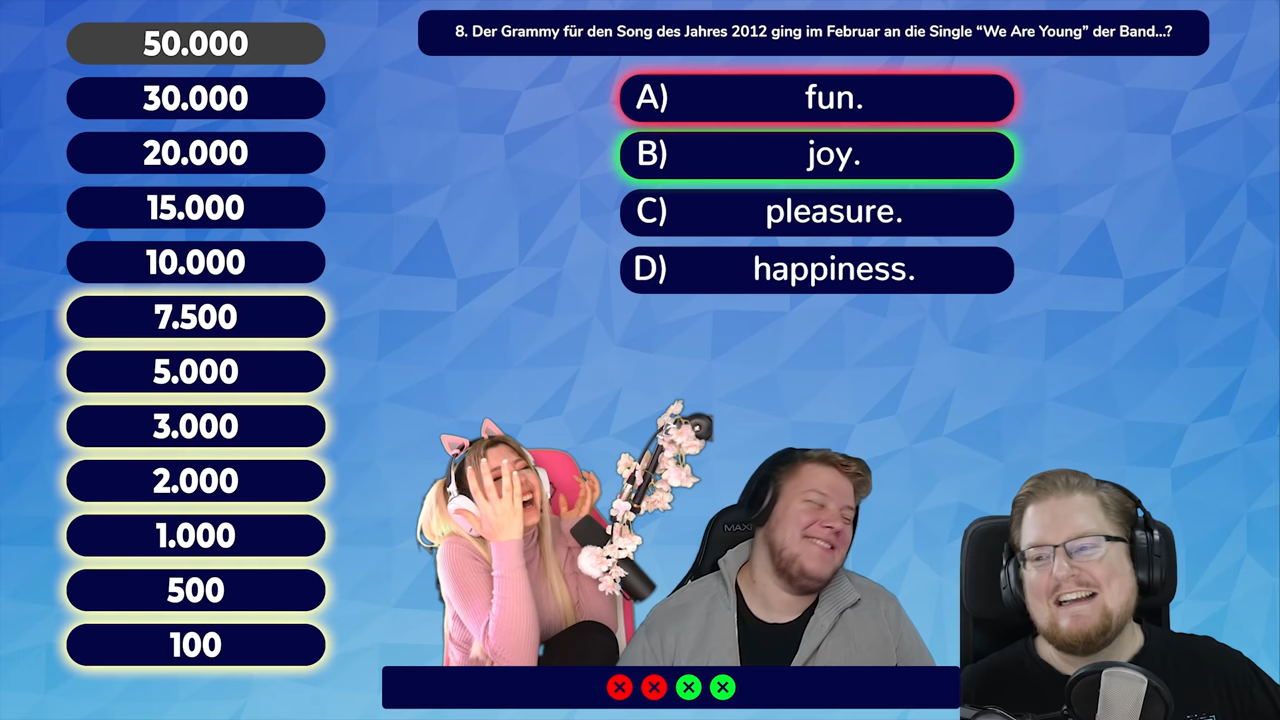 50.000
30.000
20.000
15.000
10.000
7.500
5.000
3.000
2.000
1.000
500
100
8. Der Grammy für den Song des Jahres 2012 ging im Februar an die Single “We Are Young” der Band...?
A) fun.
B) joy.
C) pleasure.
D) happiness.
MAX